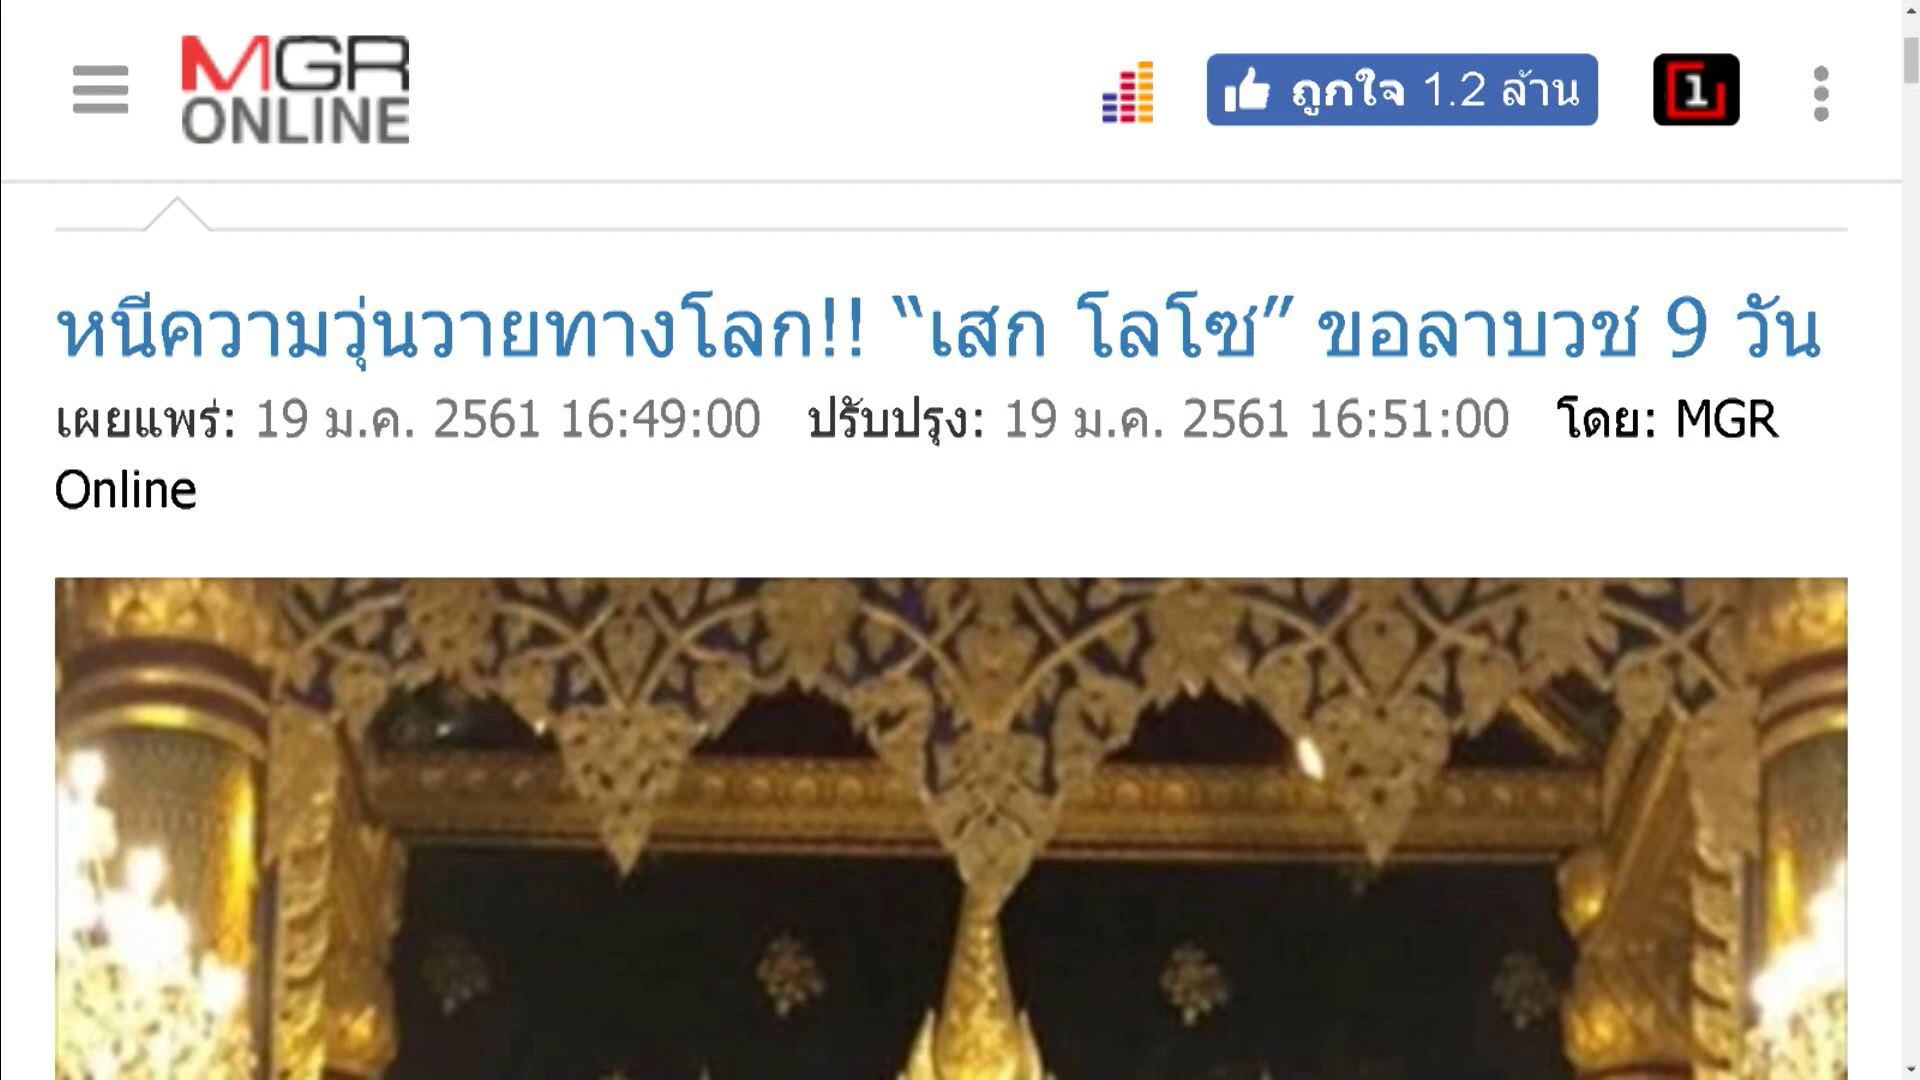 MGR
ONLINE
ถูกใจ 1.2 ล้าน
1
หนีความวุ่นวายทางโลก!! “เสก โลโซ” ขอลาบวช 9 วัน
เผยแพร่: 19 ม.ค. 2561 16:49:00 ปรับปรุง: 19 ม.ค. 2561 16:51:00 โดย: MGR
Online